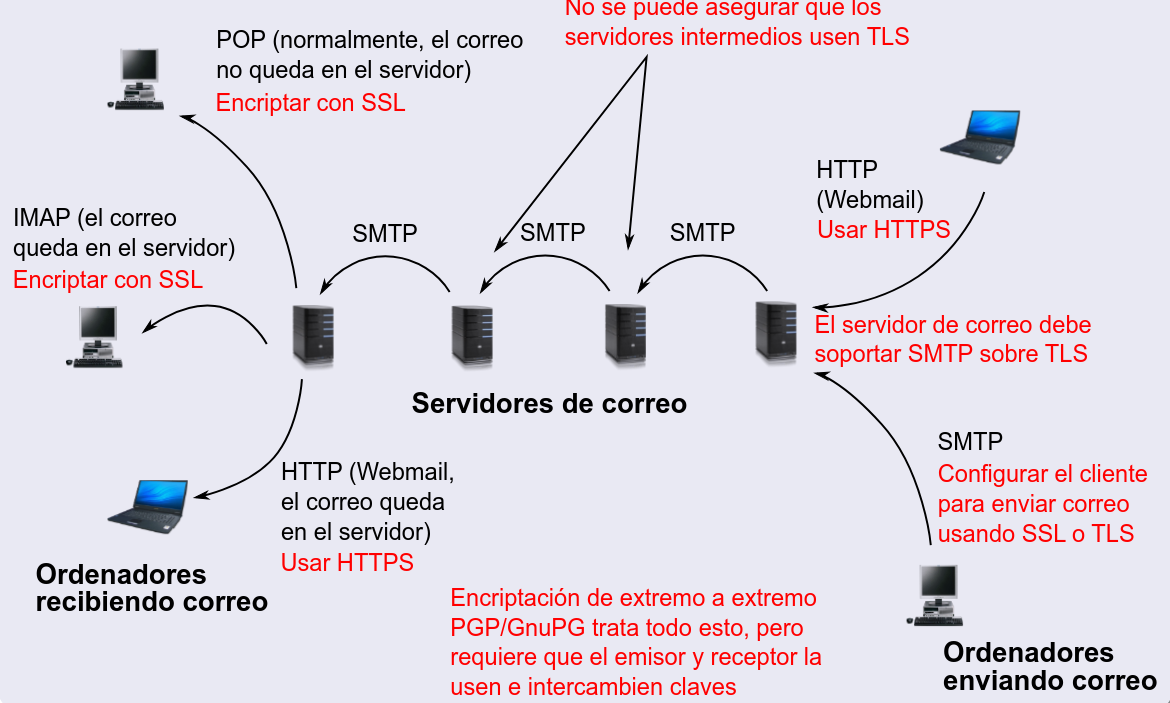 No se puede asegurar que los
servidores intermedios usen TLS
POP (normalmente, el correo
no queda en el servidor)
Encriptar con SSL
HTTP
(Webmail)
Usar HTTPS
IMAP (el correo
queda en el servidor)
Encriptar con SSL
SMTP
SMTP
SMTP
El servidor de correo debe
soportar SMTP sobre TLS
Servidores de correo
SMTP
Configurar el cliente
para enviar correo
usando SSL o TLS
HTTP (Webmail,
el correo queda
en el servidor)
Usar HTTPS
Ordenadores
recibiendo correo
Encriptación de extremo a extremo
PGP/GnuPG trata todo esto, pero
requiere que el emisor y receptor la
usen e intercambien claves
Ordenadores
enviando correo